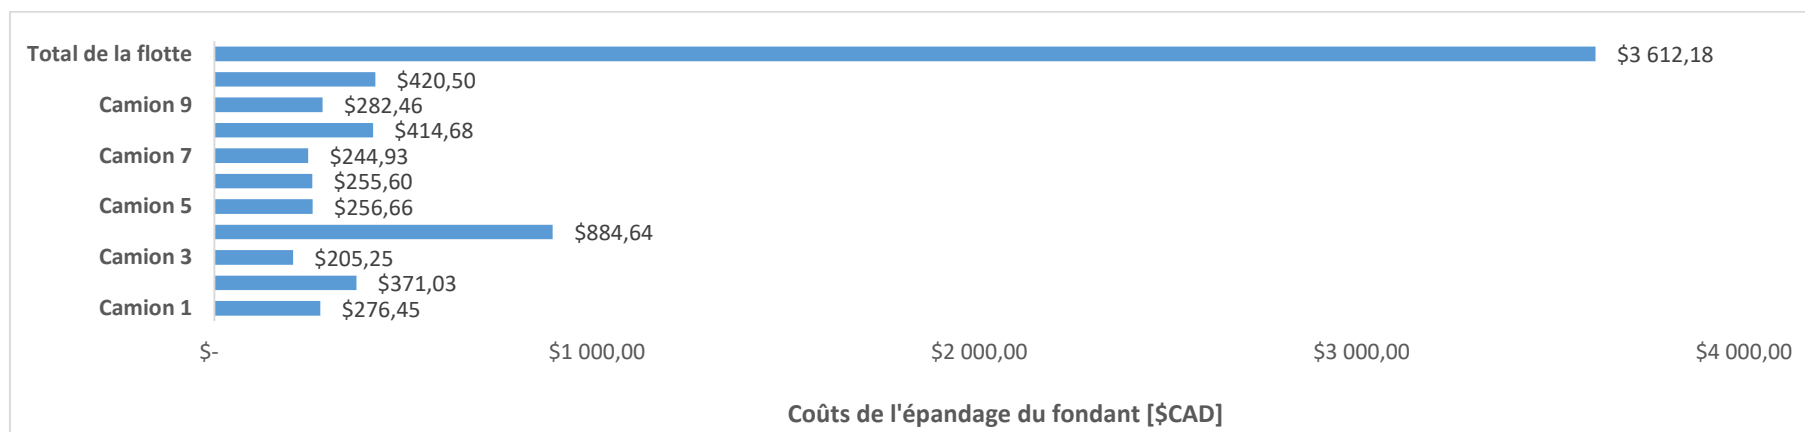 Total de la flotte $3 612,18
$420,50
Camion 9 $282,46
$414,68
Camion 7 $244,93
$255,60
Camion 5 $256,66
$884,64
Camion 3 $205,25
$371,03
Camion 1 $276,45
$- $1 000,00 $2 000,00 $3 000,00 $4 000,00
Coûts de l'épandage du fondant [$CAD]